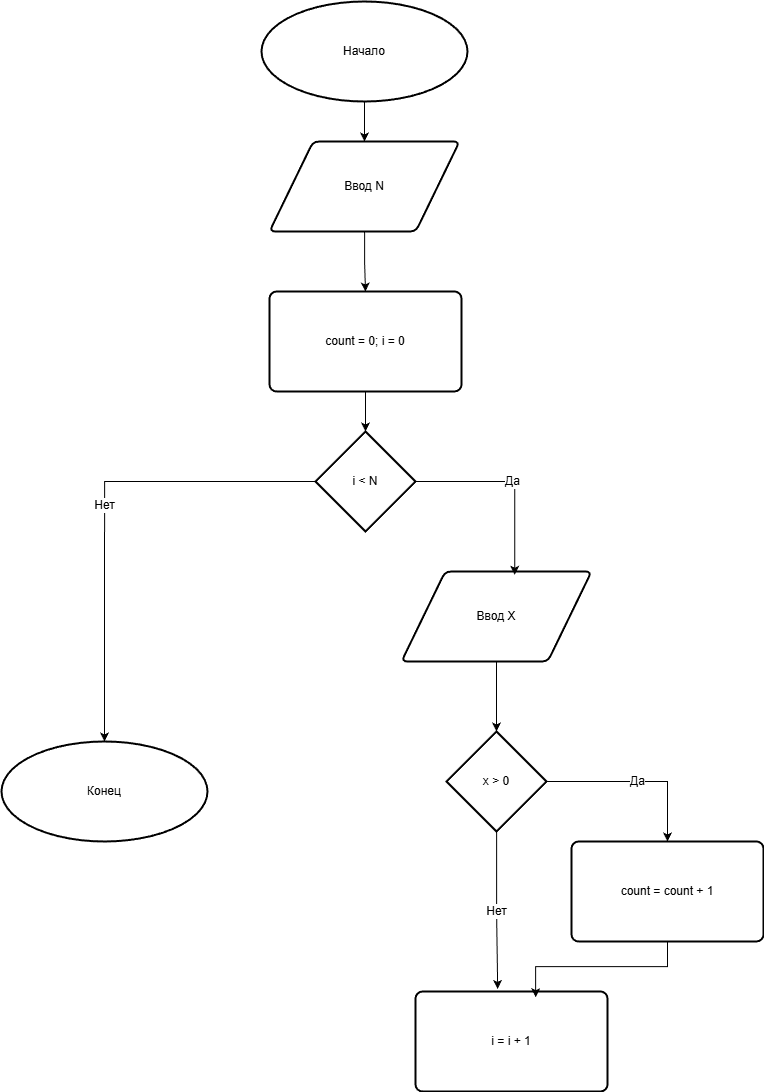 Начало
Ввод N
count = 0; i = 0
i < N
Нет
Да
Ввод X
x > 0
Да
Конец
count = count + 1
Нет
i = i + 1